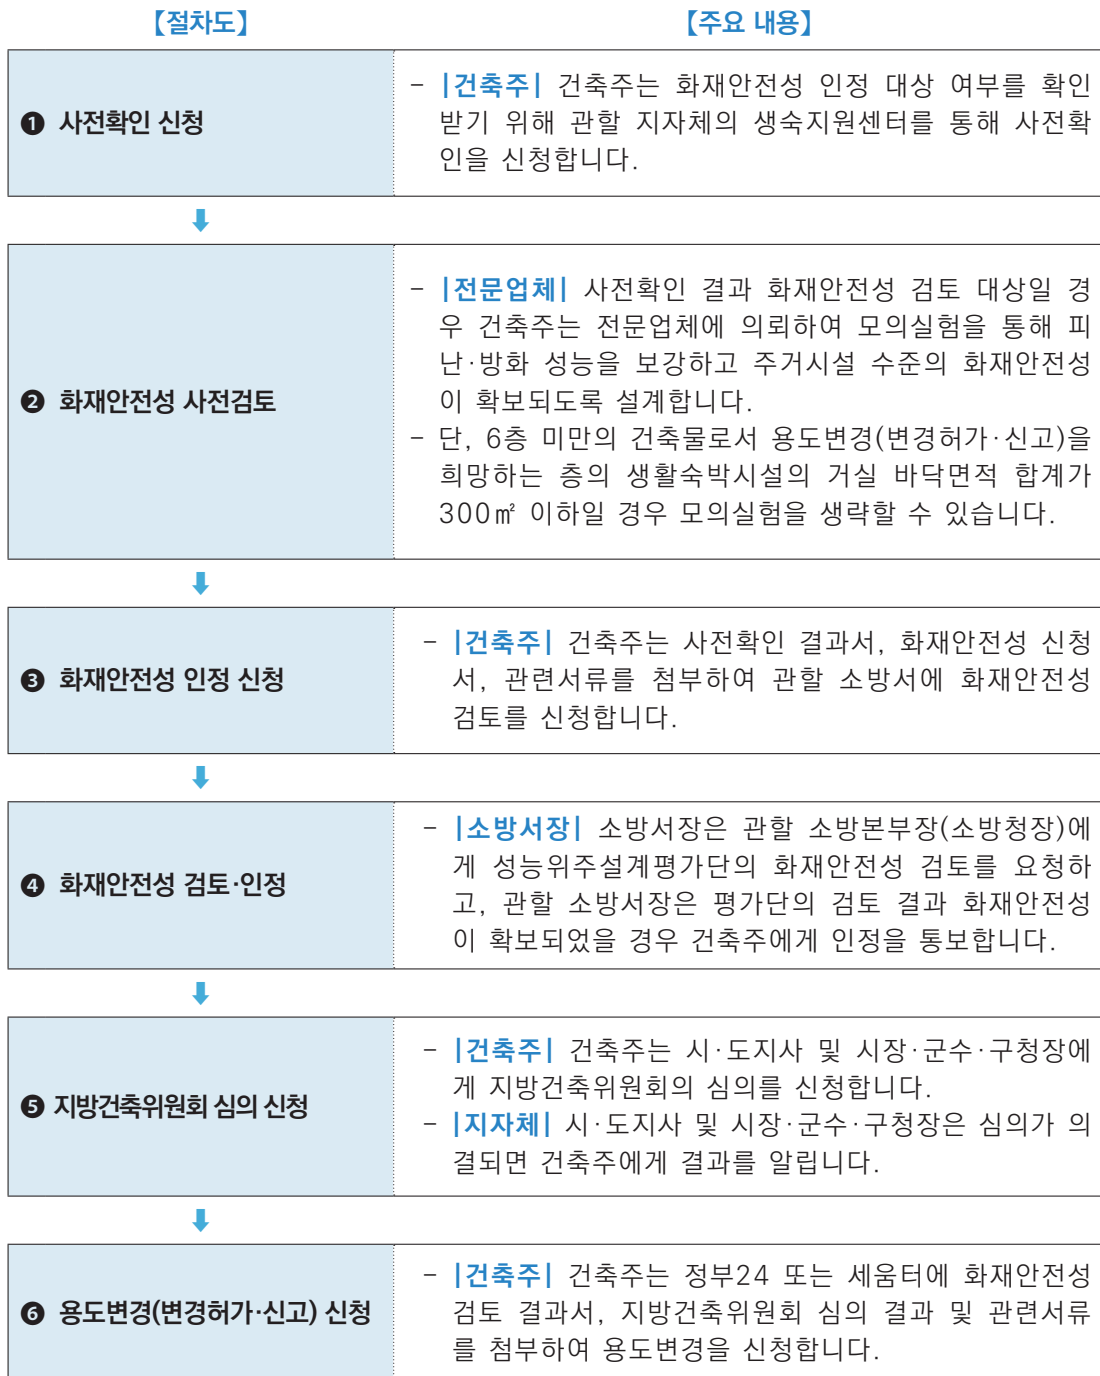 【절차도】
【주요 내용】
❶ 사전확인 신청
- |건축주| 건축주는 화재안전성 인정 대상 여부를 확인
받기 위해 관할 지자체의 생숙지원센터를 통해 사전확
인을 신청합니다.
❷ 화재안전성 사전검토
- |전문업체| 사전확인 결과 화재안전성 검토 대상일 경
우 건축주는 전문업체에 의뢰하여 모의실험을 통해 피
난·방화 성능을 보강하고 주거시설 수준의 화재안전성
이 확보되도록 설계합니다.
- 단, 6층 미만의 건축물로서 용도변경(변경허가·신고)을
희망하는 층의 생활숙박시설의 거실 바닥면적 합계가
300㎡ 이하일 경우 모의실험을 생략할 수 있습니다.
❸ 화재안전성 인정 신청
- |건축주| 건축주는 사전확인 결과서, 화재안전성 신청
서, 관련서류를 첨부하여 관할 소방서에 화재안전성
검토를 신청합니다.
❹ 화재안전성 검토·인정
- |소방서장| 소방서장은 관할 소방본부장(소방청장)에
게 성능위주설계평가단의 화재안전성 검토를 요청하
고, 관할 소방서장은 평가단의 검토 결과 화재안전성
이 확보되었을 경우 건축주에게 인정을 통보합니다.
❺ 지방건축위원회 심의 신청
- |건축주| 건축주는 시·도지사 및 시장·군수·구청장에
게 지방건축위원회의 심의를 신청합니다.
- |지자체| 시·도지사 및 시장·군수·구청장은 심의가 의
결되면 건축주에게 결과를 알립니다.
❻ 용도변경(변경허가·신고) 신청
- |건축주| 건축주는 정부24 또는 세움터에 화재안전성
검토 결과서, 지방건축위원회 심의 결과 및 관련서류
를 첨부하여 용도변경을 신청합니다.